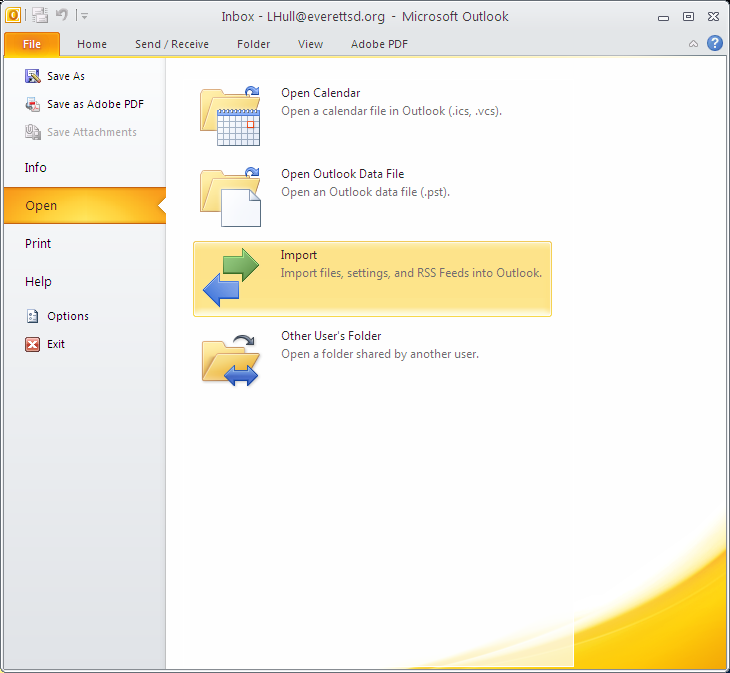 Inbox - LHull@everettsd.org - Microsoft Outlook
File Home Send / Receive Folder View Adobe PDF
Save As
Save as Adobe PDF
Save Attachments
Info
Open
Print
Help
Options
Exit
Open Calendar
Open a calendar file in Outlook (.ics, .vcs).
Open Outlook Data File
Open an Outlook data file (.pst).
Import
Import files, settings, and RSS Feeds into Outlook.
Other User's Folder
Open a folder shared by another user.